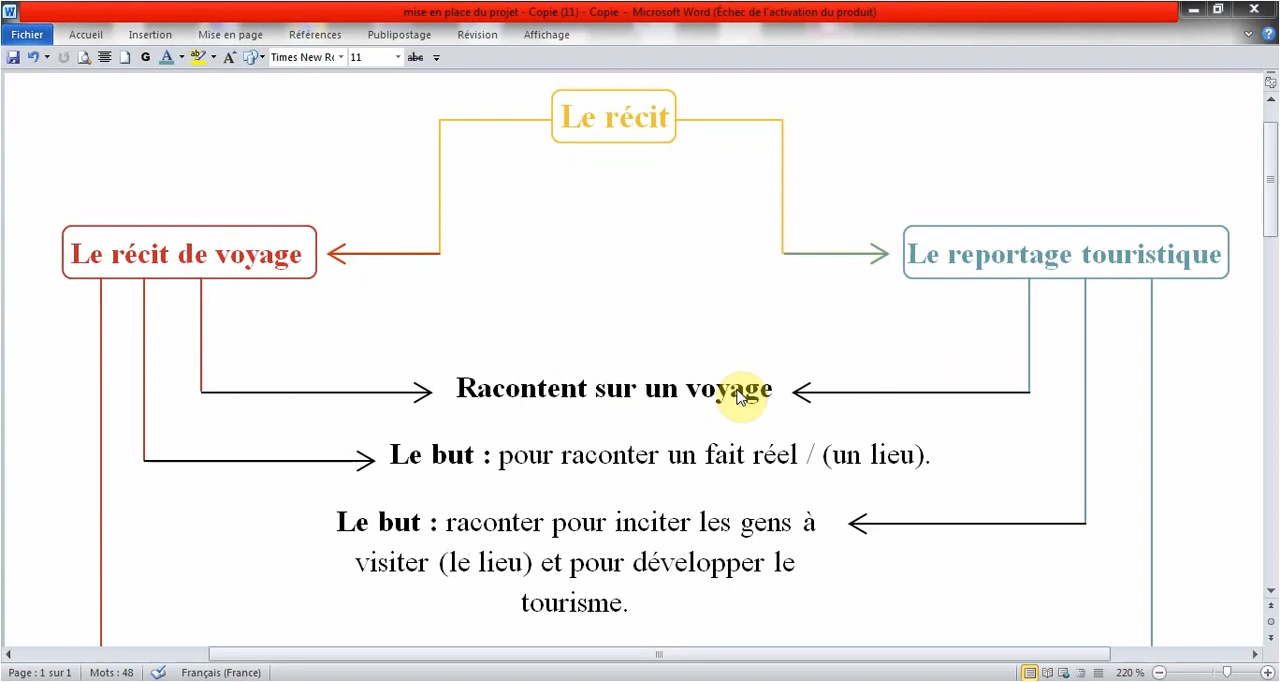 mise en place du projet - Copie (11) - Copie - Microsoft Word (Échec de l'activation du produit)
Fichier Accueil Insertion Mise en page Références Publipostage Révision Affichage
G A ab A Times New Ro 11 abc
Le récit
Le récit de voyage Le reportage touristique
Racontent sur un voyage
Le but : pour raconter un fait réel / (un lieu).
Le but : raconter pour inciter les gens à
visiter (le lieu) et pour développer le
tourisme.
Page : 1 sur 1 Mots : 48 Français (France) 220 %